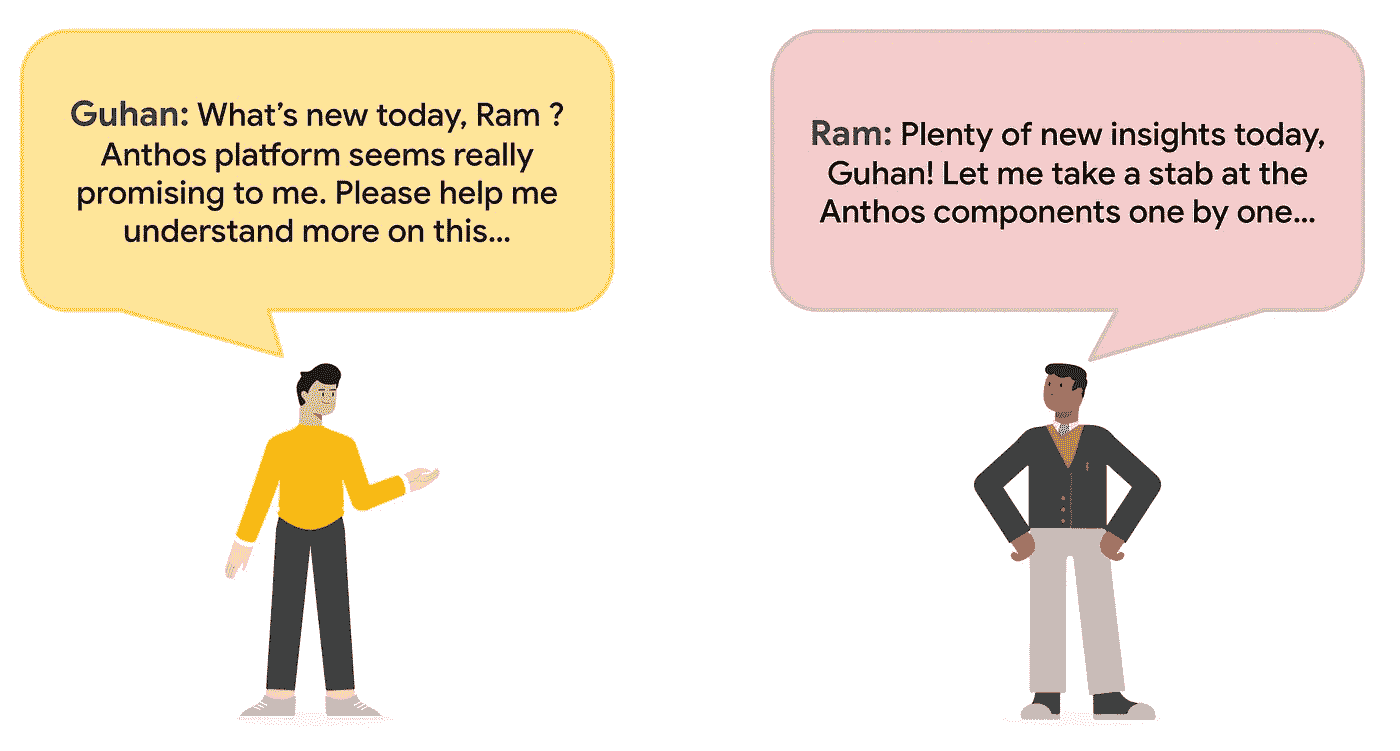 Guhan: What's new today, Ram ?
Anthos platform seems really
promising to me. Please help me
understand more on this...
Ram: Plenty of new insights today,
Guhan! Let me take a stab at the
Anthos components one by one...